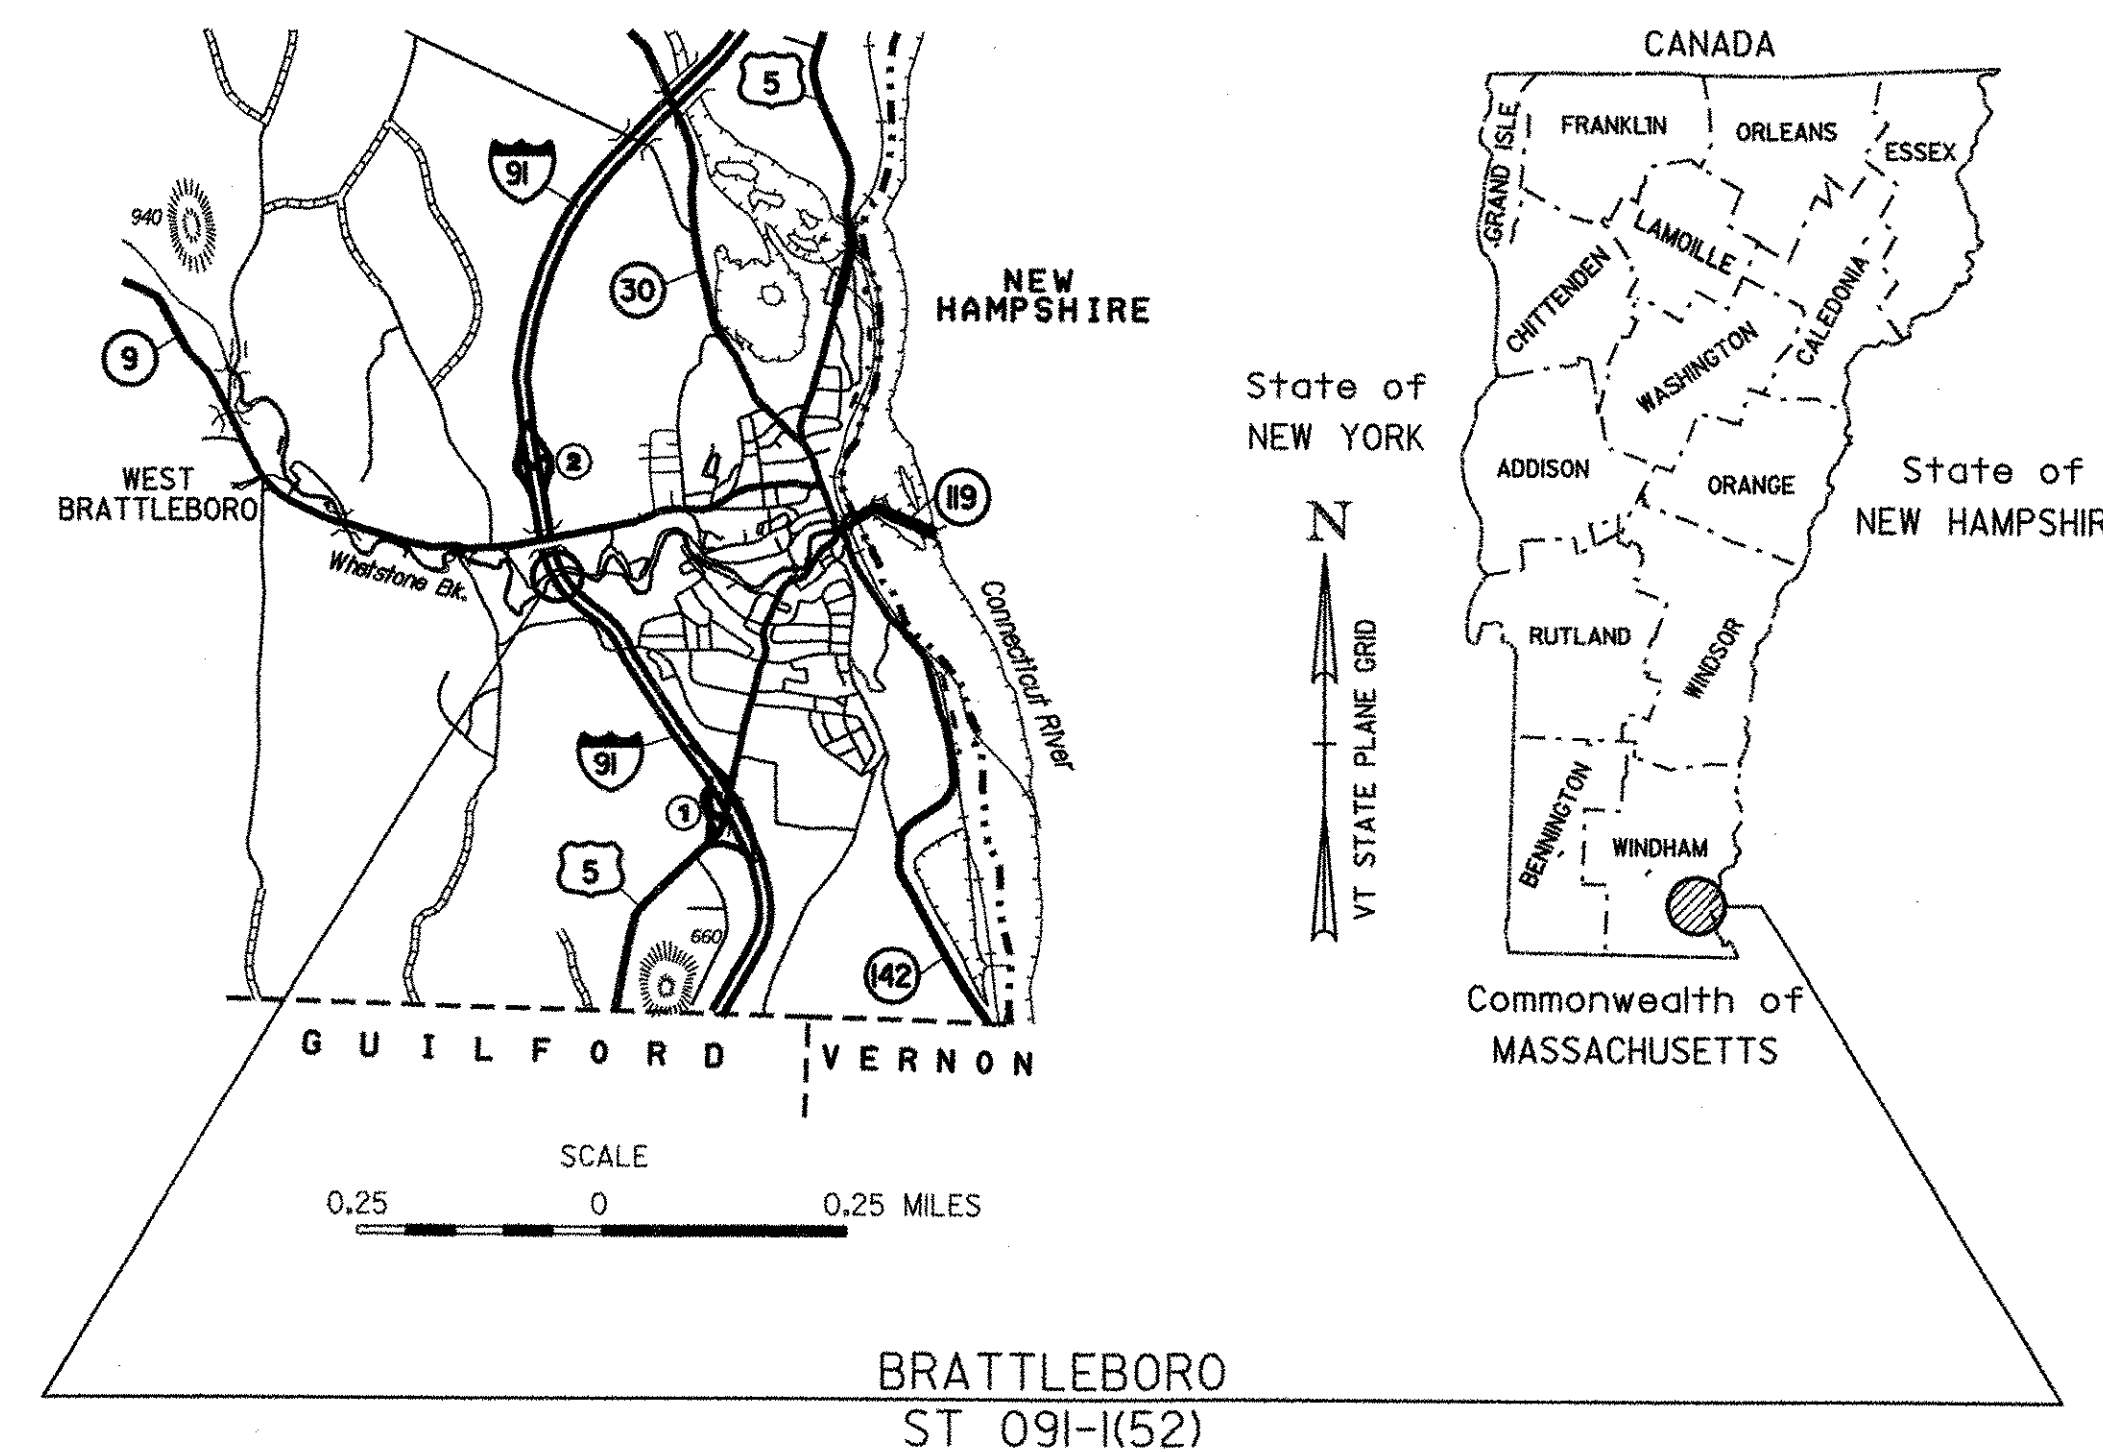 5
91
940
30
NEW
HAMPSHIRE
9
2
WEST
BRATTLEBORO
119
Whetstone Bk.
Connecticut River
91
1
5
660
142
GUILFORD
VERNON
SCALE
0.25 0 0.25 MILES
CANADA
GRAND ISLE
FRANKLIN
ORLEANS
ESSEX
LAMOILLE
CHITTENDEN
CALEDONIA
WASHINGTON
State of
NEW YORK
ADDISON
ORANGE
State of
NEW HAMPSHIR
N
VT STATE PLANE GRID
RUTLAND
WINDSOR
BENNINGTON
WINDHAM
Commonwealth of
MASSACHUSETTS
BRATTLEBORO
ST 091-1(52)